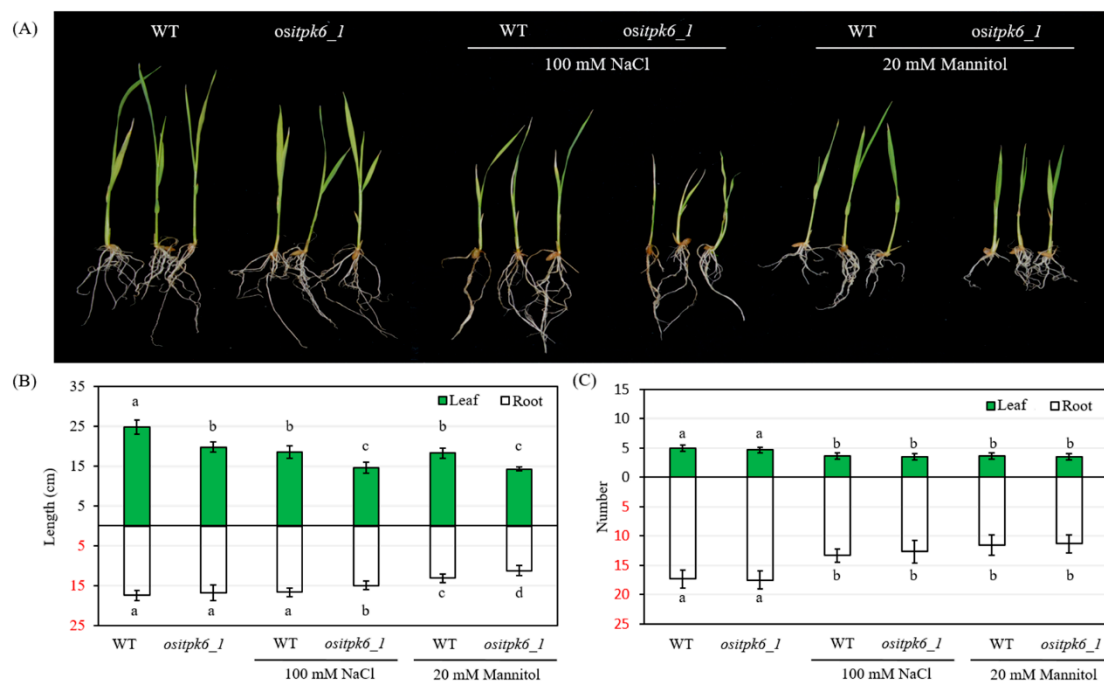 (A)
WT ositpk6_1 WT ositpk6_1 WT ositpk6_1
100 mM NaCl 20 mM Mannitol
(B)
35
25
15
5
5
15
25
Length (cm)
Leaf Root
a b b c b c
a a a b c d
WT ositpk6_1 WT ositpk6_1 WT ositpk6_1
100 mM NaCl 20 mM Mannitol
(C)
15
10
5
0
5
10
15
20
25
Number
Leaf Root
a a b b b b
a a b b b b
WT ositpk6_1 WT ositpk6_1 WT ositpk6_1
100 mM NaCl 20 mM Mannitol